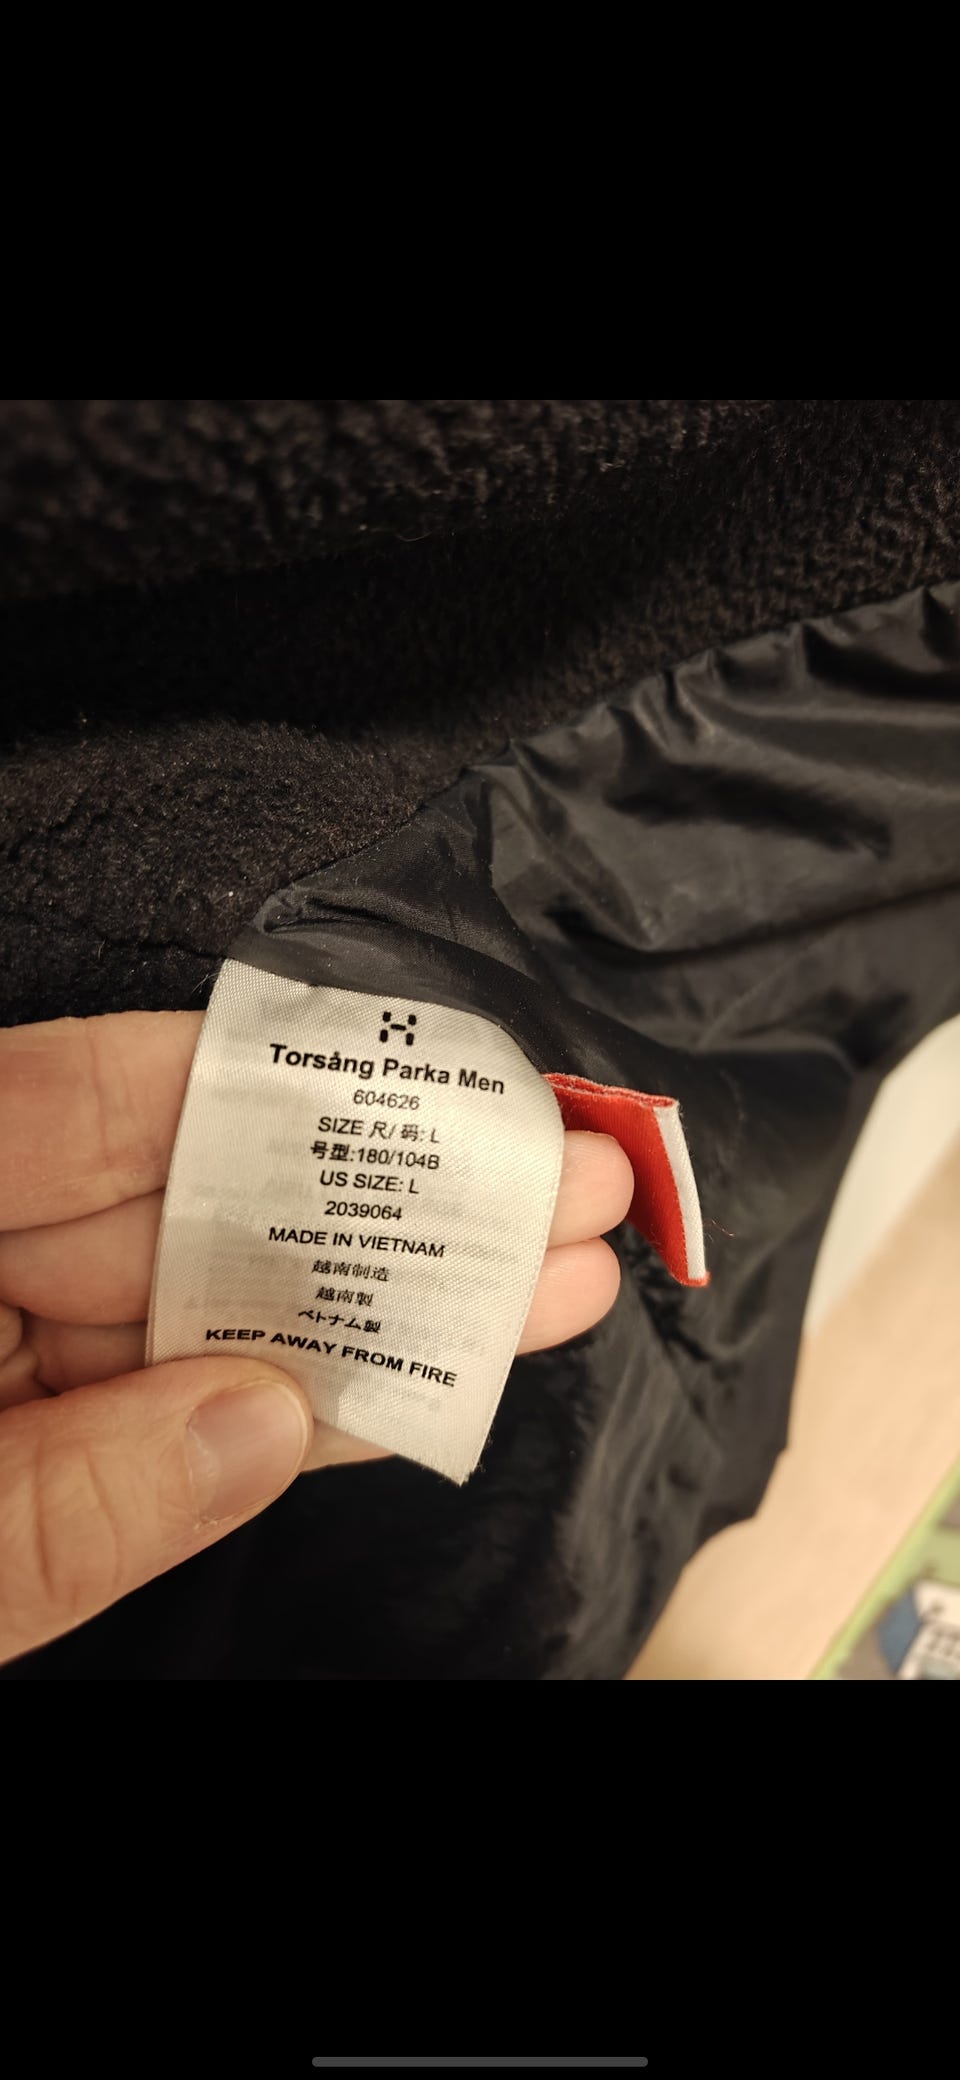 Torsång Parka Men
604626
SIZE 尺/ 码: L
号型:180/104B
US SIZE: L
2039064
MADE IN VIETNAM
越南制造
越南製
ベトナム製
KEEP AWAY FROM FIRE